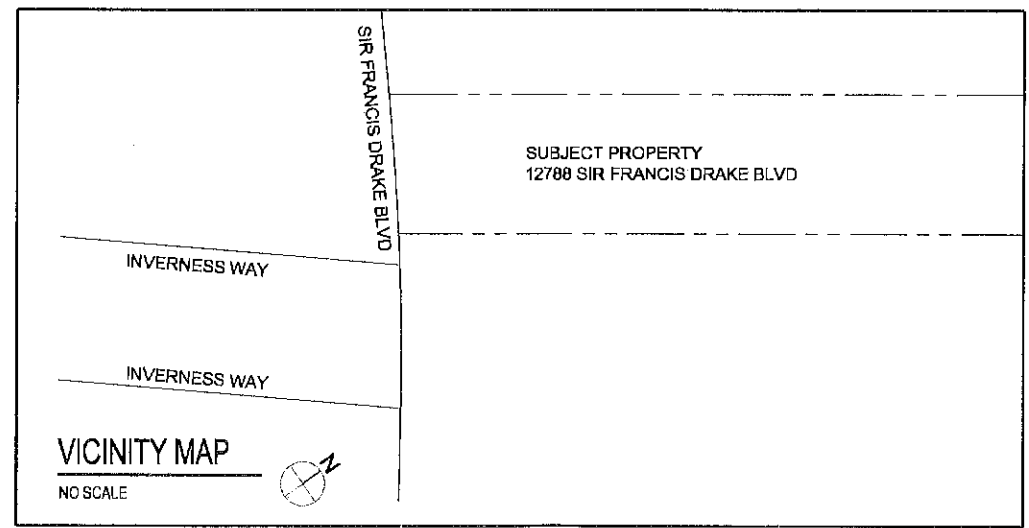 SIR FRANCIS DRAKE BLVD
SUBJECT PROPERTY
12788 SIR FRANCIS DRAKE BLVD
INVERNESS WAY
INVERNESS WAY
VICINITY MAP
N
NO SCALE